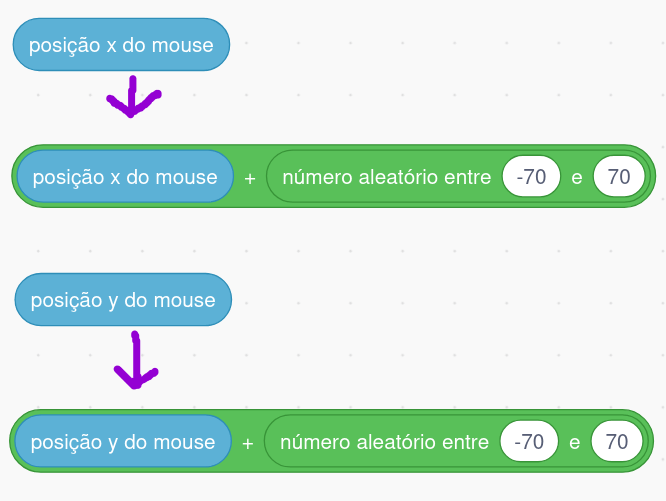 posição x do mouse
posição x do mouse + número aleatório entre -70 e 70
posição y do mouse
posição y do mouse + número aleatório entre -70 e 70